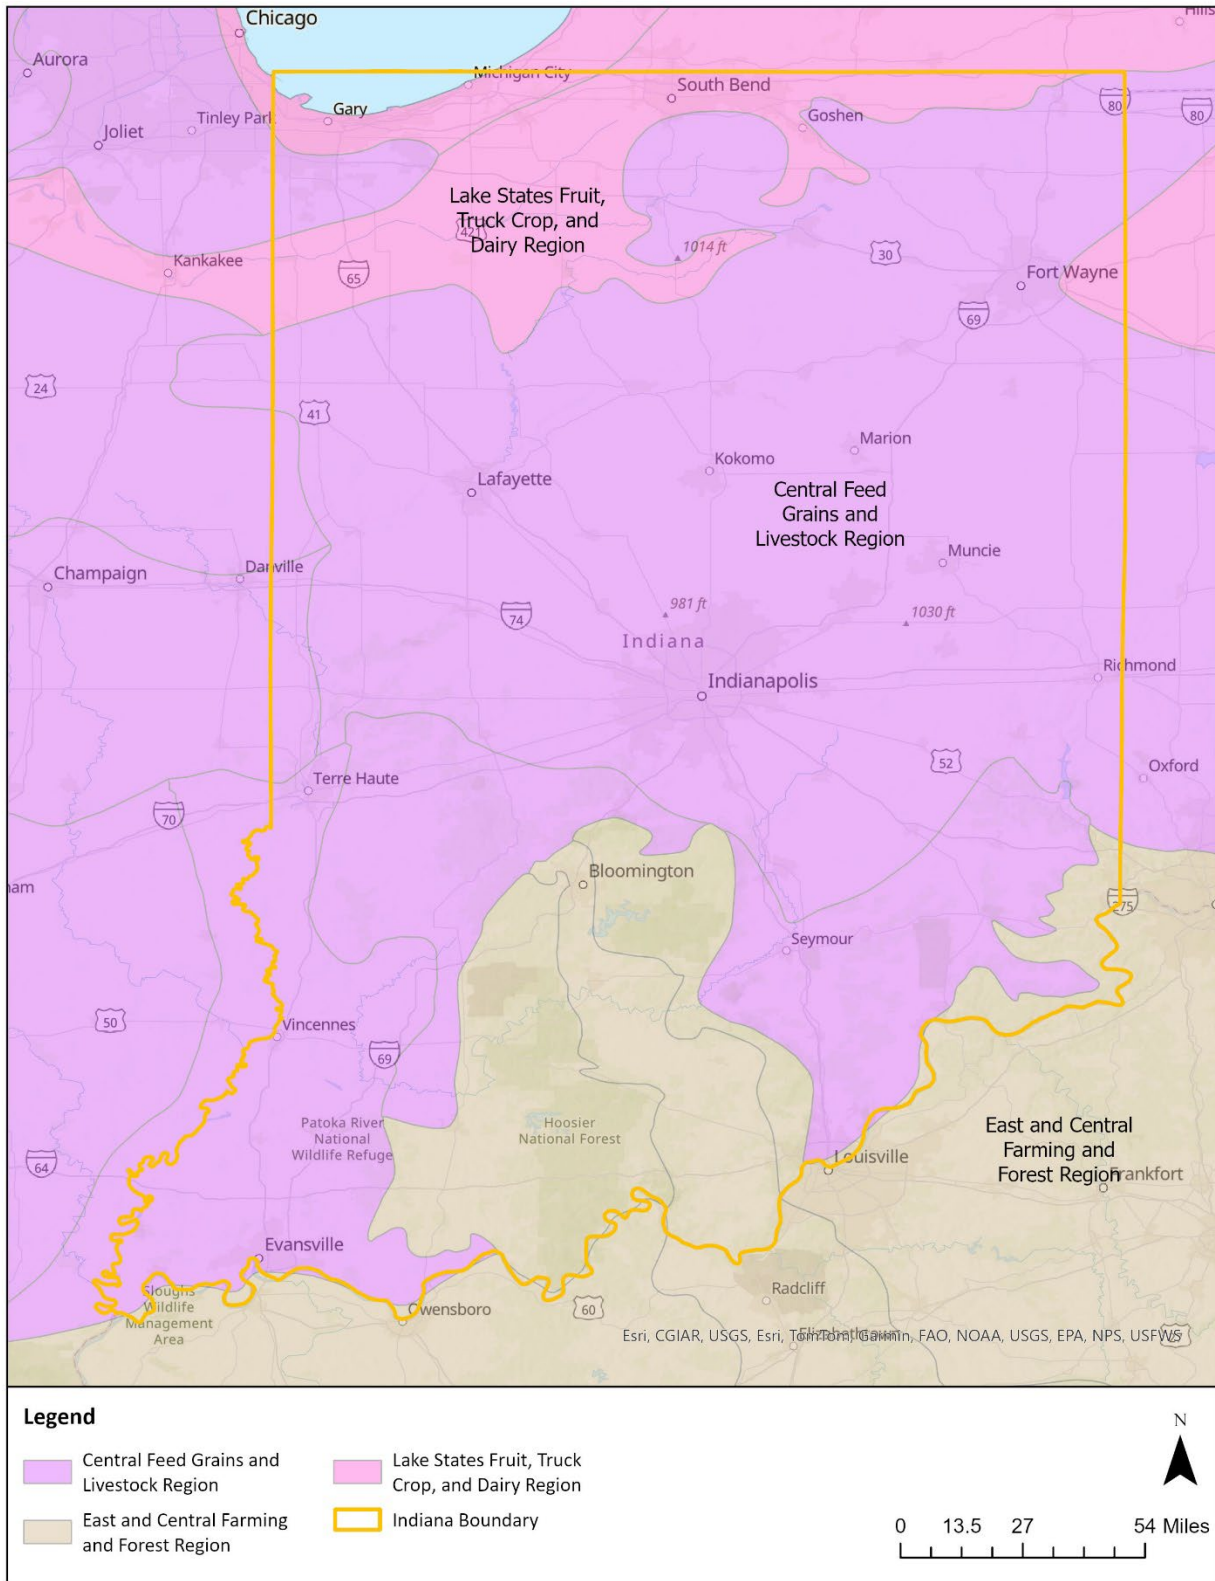 Chicago
Hills
Aurora
Michigan City
South Bend
80
80
Gary
Goshen
Tinley Park
Joliet
Lake States Fruit,
Truck Crop, and
Dairy Region
421
1014 ft
30
Kankakee
65
Fort Wayne
69
24
41
Marion
Kokomo
Lafayette
Central Feed
Grains and
Livestock Region
Muncie
Danville
Champaign
981 ft
74
1030 ft
Indiana
Richmond
Indianapolis
52
Oxford
Terre Haute
70
Bloomington
ham
275
Seymour
50
Vincennes
69
Patoka River
National
Wildlife Refuge
Hoosier
National Forest
East and Central
Farming and
Forest Region
64
Louisville
Frankfort
Evansville
Sloughs
Wildlife
Management
Area
Owensboro
60
Radcliff
Elizabethtown
Esri, CGIAR, USGS, Esri, TomTom, Garmin, FAO, NOAA, USGS, EPA, NPS, USFWS
Legend
Central Feed Grains and
Livestock Region
East and Central Farming
and Forest Region
Lake States Fruit, Truck
Crop, and Dairy Region
Indiana Boundary
N
0 13.5 27 54 Miles